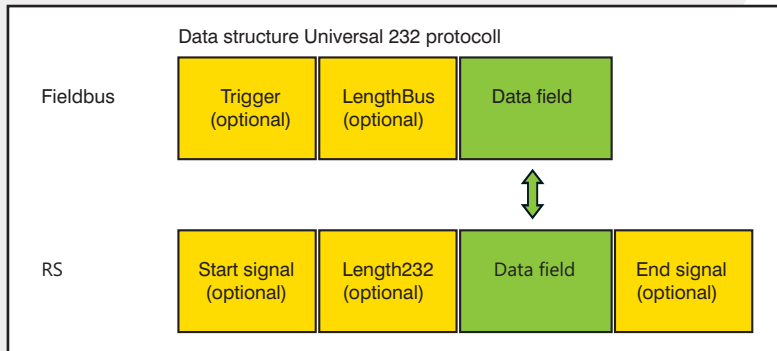 Data structure Universal 232 protocoll
Fieldbus
Trigger
(optional)
LengthBus
(optional)
Data field
RS
Start signal
(optional)
Length232
(optional)
Data field
End signal
(optional)